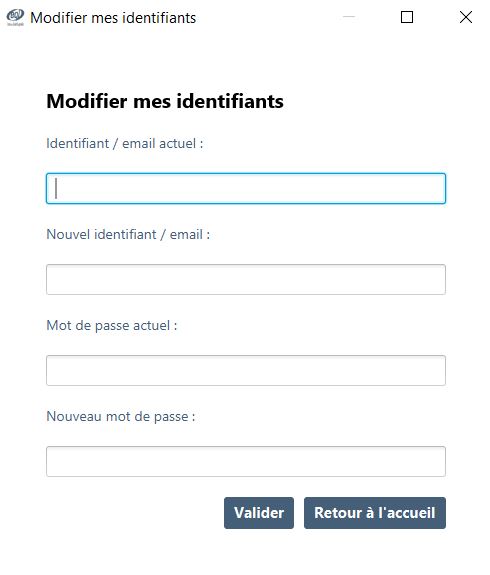 Modifier mes identifiants
Modifier mes identifiants
Identifiant / email actuel :
Nouvel identifiant / email :
Mot de passe actuel :
Nouveau mot de passe :
Valider
Retour à l'accueil